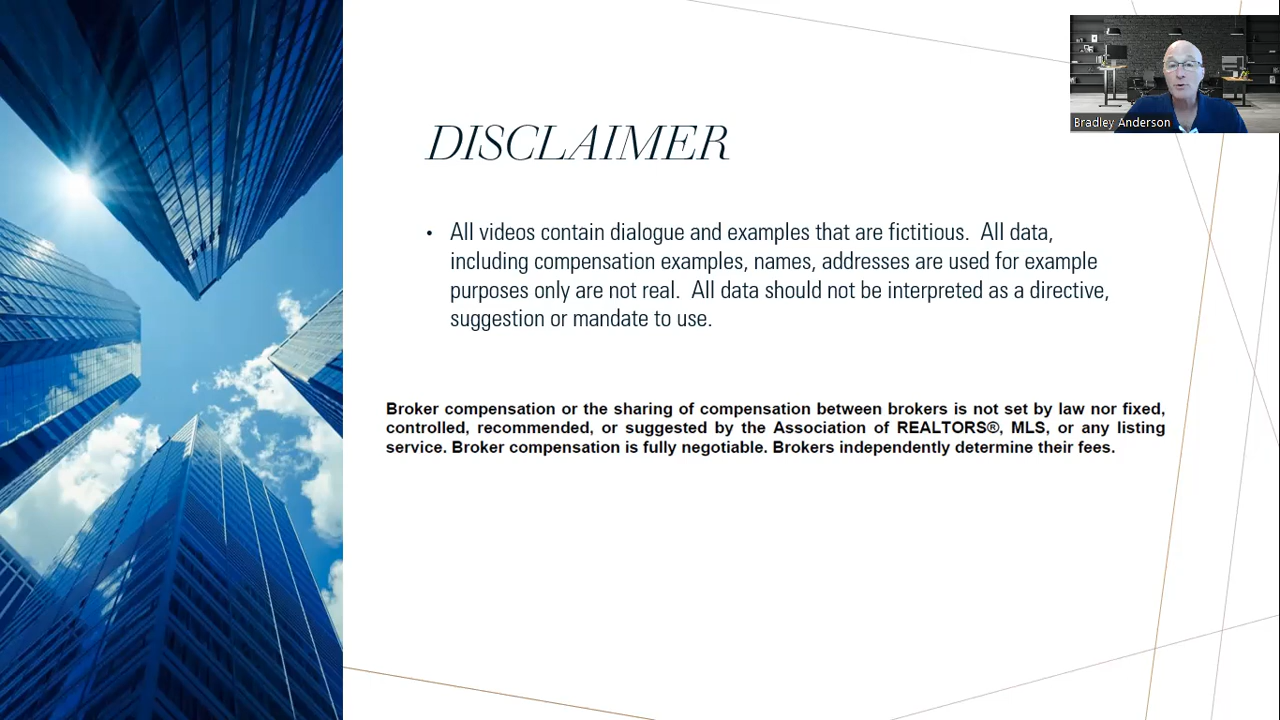 Bradley Anderson
DISCLAIMER
• All videos contain dialogue and examples that are fictitious.  All data,
including compensation examples, names, addresses are used for example
purposes only are not real.  All data should not be interpreted as a directive,
suggestion or mandate to use.
Broker compensation or the sharing of compensation between brokers is not set by law nor fixed,
controlled, recommended, or suggested by the Association of REALTORS®, MLS, or any listing
service. Broker compensation is fully negotiable. Brokers independently determine their fees.